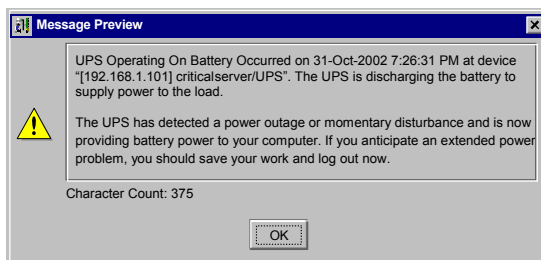 Message Preview
UPS Operating On Battery Occurred on 31-Oct-2002 7:26:31 PM at device
"[192.168.1.101] criticalserver/UPS". The UPS is discharging the battery to
supply power to the load.
The UPS has detected a power outage or momentary disturbance and is now
providing battery power to your computer. If you anticipate an extended power
problem, you should save your work and log out now.
Character Count: 375
OK